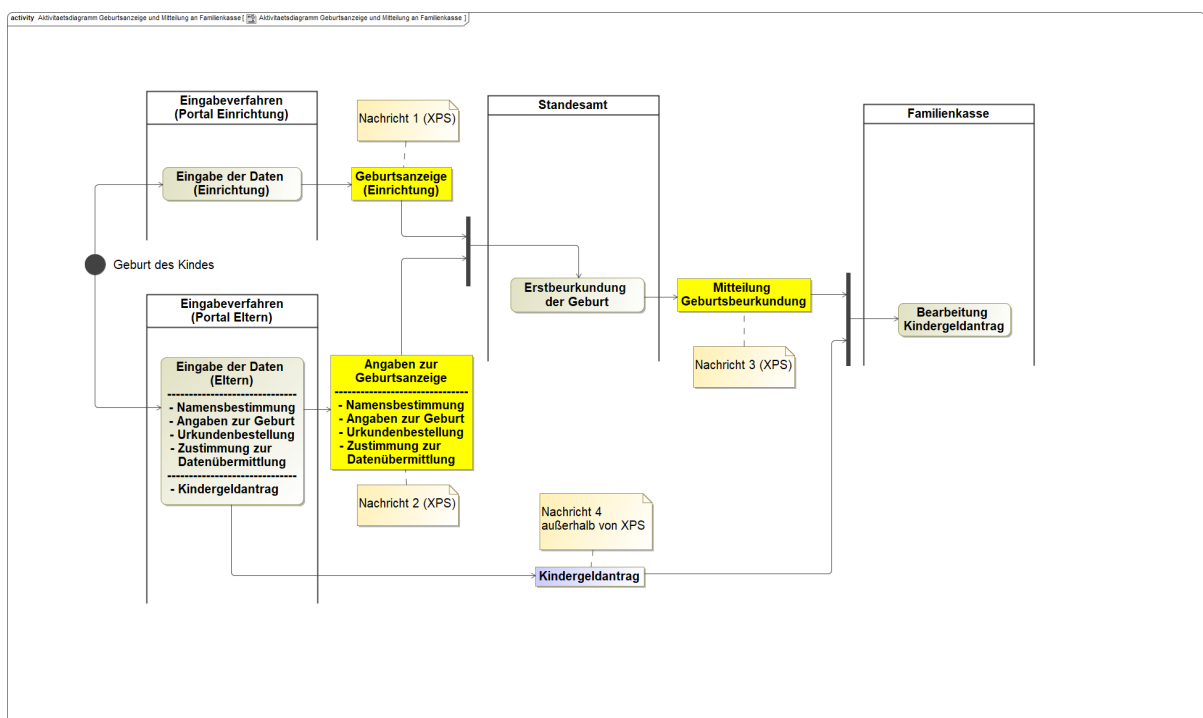 activity Aktivitaetsdiagramm Geburtsanzeige und Mitteilung an Familienkasse [ Aktivitaetsdiagramm Geburtsanzeige und Mitteilung an Familienkasse ]
Eingabeverfahren
(Portal Einrichtung)
Nachricht 1 (XPS)
Standesamt
Familienkasse
Eingabe der Daten
(Einrichtung)
Geburtsanzeige
(Einrichtung)
Geburt des Kindes
Erstbeurkundung
der Geburt
Mitteilung
Geburtsbeurkundung
Bearbeitung
Kindergeldantrag
Eingabeverfahren
(Portal Eltern)
Eingabe der Daten
(Eltern)
------------------------------
- Namensbestimmung
- Angaben zur Geburt
- Urkundenbestellung
- Zustimmung zur
Datenübermittlung
------------------------------
- Kindergeldantrag
Angaben zur
Geburtsanzeige
-------------------------------
- Namensbestimmung
- Angaben zur Geburt
- Urkundenbestellung
- Zustimmung zur
Datenübermittlung
Nachricht 3 (XPS)
Nachricht 2 (XPS)
Nachricht 4
außerhalb von XPS
Kindergeldantrag